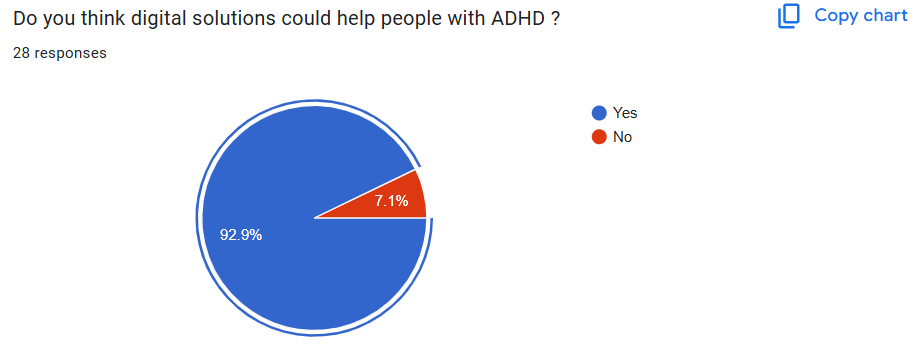 Do you think digital solutions could help people with ADHD ?
Copy chart
28 responses
Yes
No
7.1%
92.9%